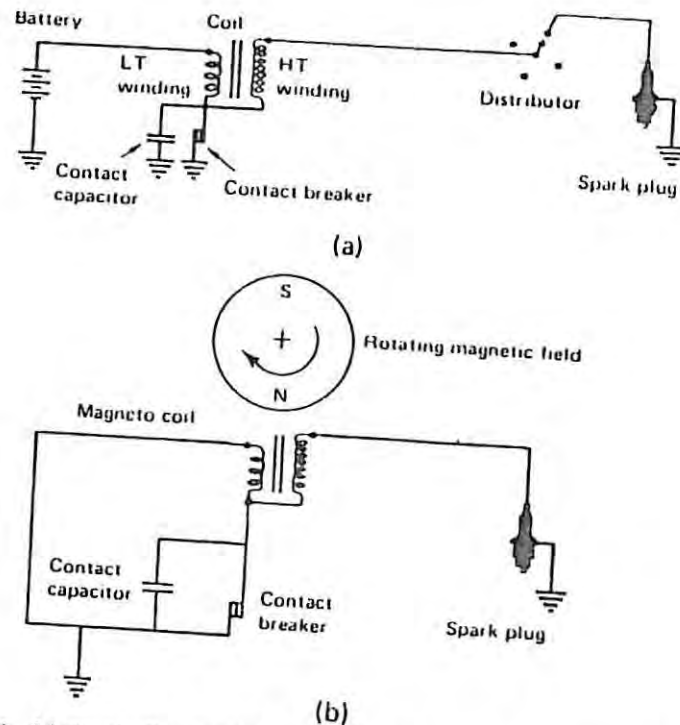 Battery
Coil
LT
winding
HT
winding
Distributor
Contact
capacitor
Contact breaker
Spark plug
(a)
S
N
Rotating magnetic field
Magneto coil
Contact
capacitor
Contact
breaker
Spark plug
(b)